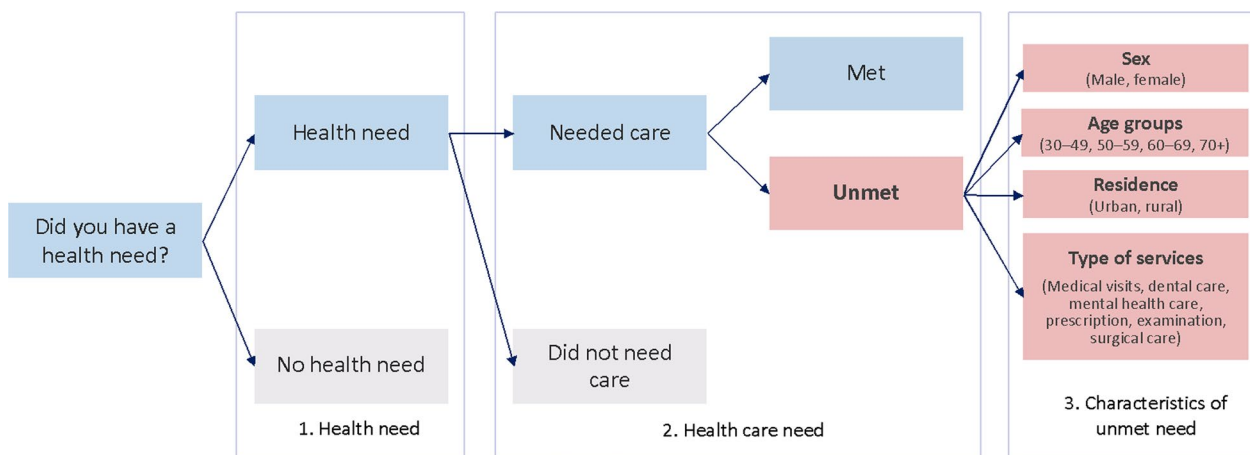 Did you have a
health need?
Health need
No health need
1. Health need
Needed care
Did not need
care
Met
Unmet
2. Health care need
Sex
(Male, female)
Age groups
(30–49, 50–59, 60–69, 70+)
Residence
(Urban, rural)
Type of services
(Medical visits, dental care,
mental health care,
prescription, examination,
surgical care)
3. Characteristics of
unmet need